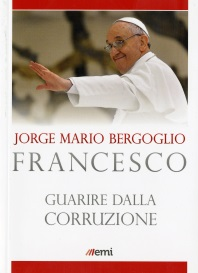 JORGE MARIO BERGOGLIO
FRANCESCO
GUARIRE DALLA
CORRUZIONE
emi